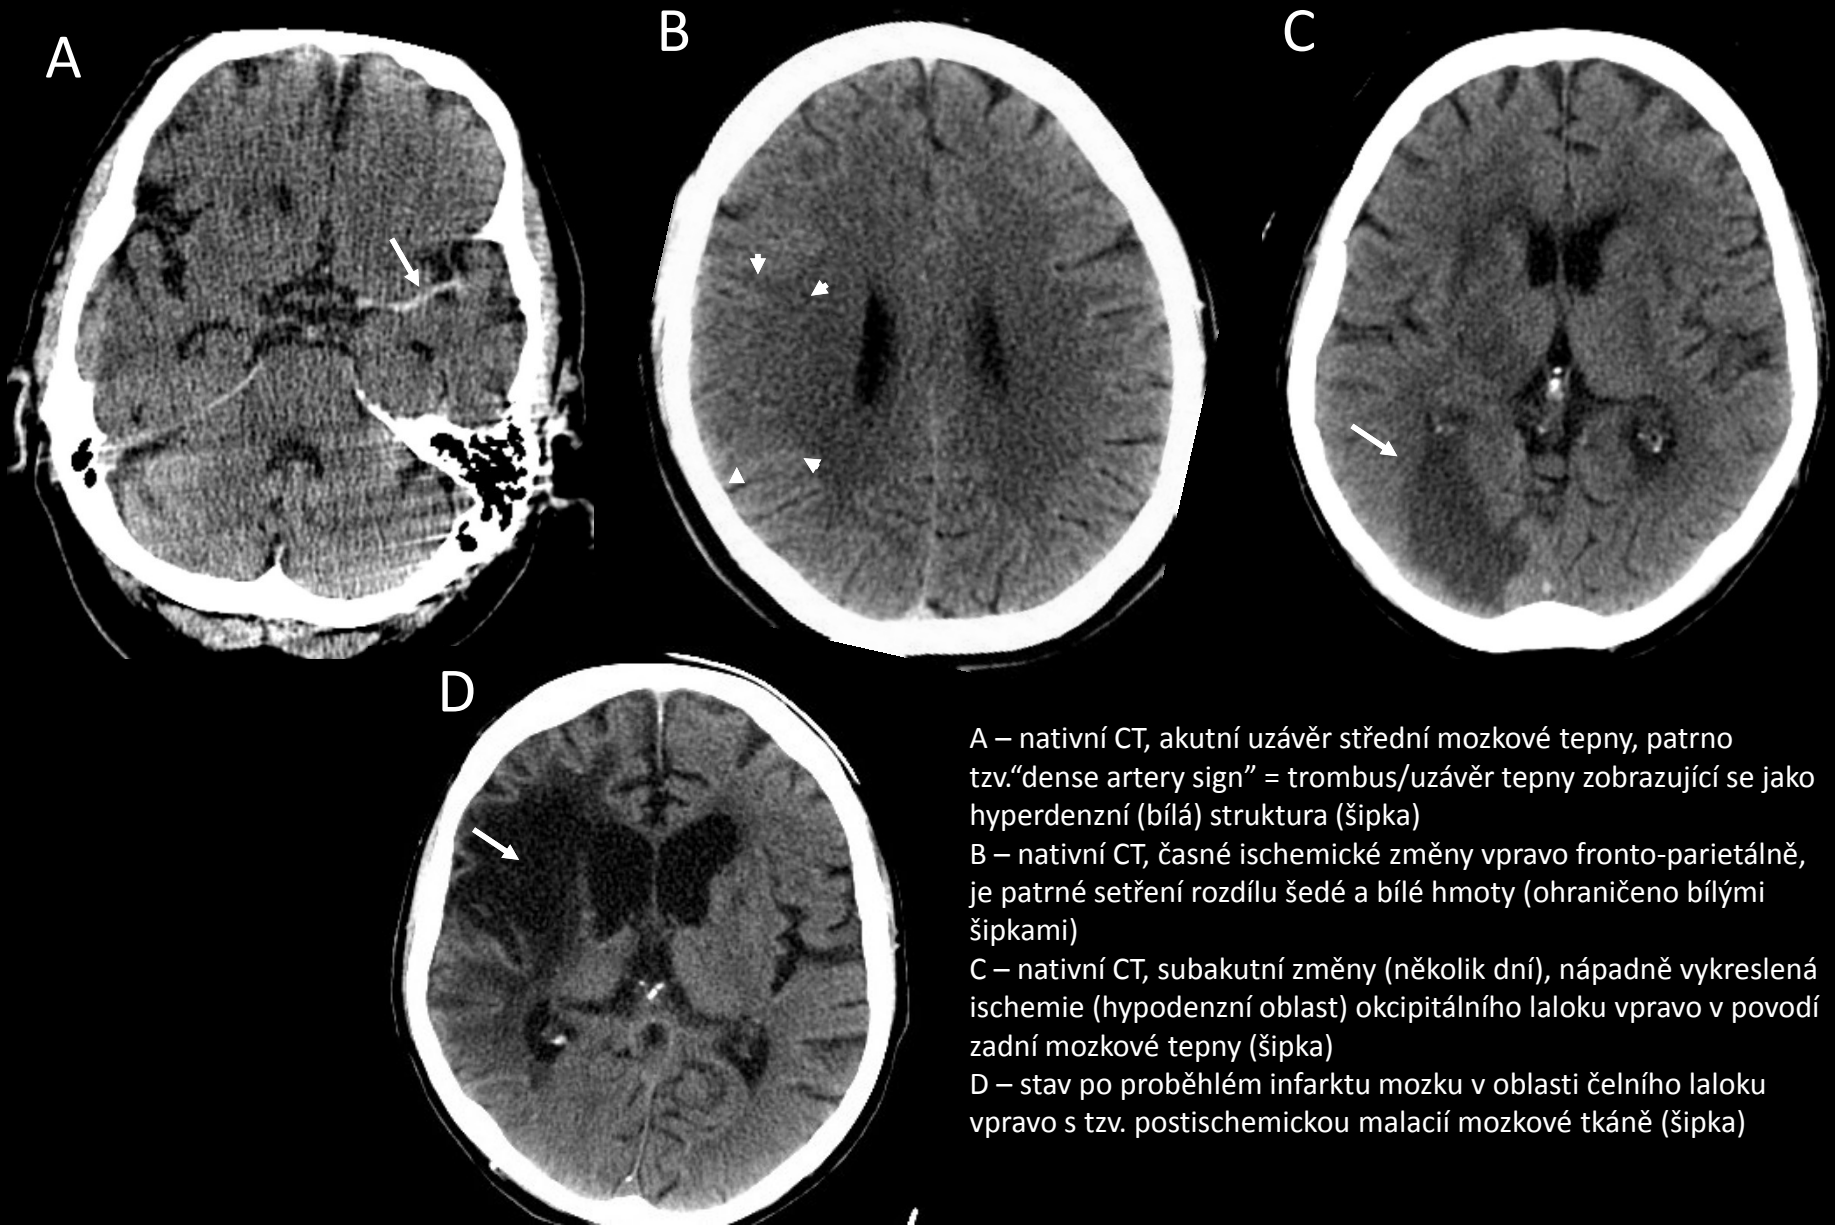 A
B
C
D
A – nativní CT, akutní uzávěr střední mozkové tepny, patrno
tzv.“dense artery sign” = trombus/uzávěr tepny zobrazující se jako
hyperdenzní (bílá) struktura (šipka)
B – nativní CT, časné ischemické změny vpravo fronto-parietálně,
je patrné setření rozdílu šedé a bílé hmoty (ohraničeno bílými
šipkami)
C – nativní CT, subakutní změny (několik dní), nápadně vykreslená
ischemie (hypodenzní oblast) okcipitálního laloku vpravo v povodí
zadní mozkové tepny (šipka)
D – stav po proběhlém infarktu mozku v oblasti čelního laloku
vpravo s tzv. postischemickou malacií mozkové tkáně (šipka)